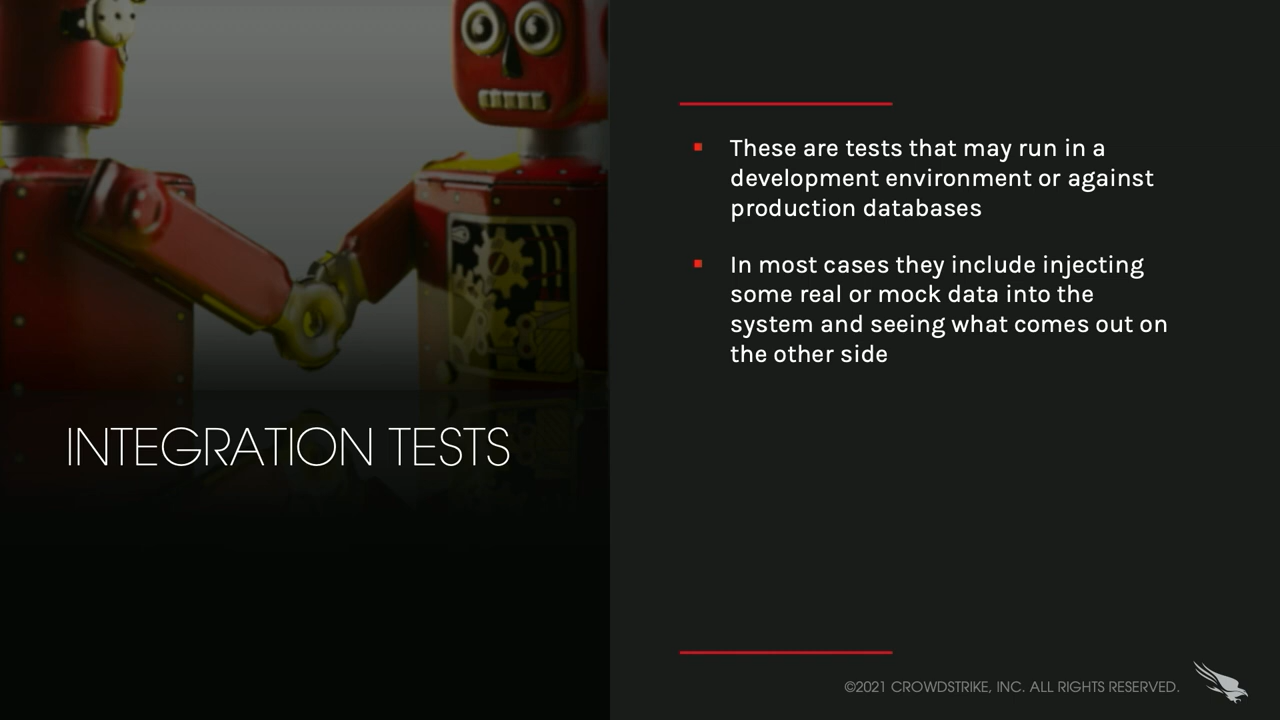 INTEGRATION TESTS
These are tests that may run in a
development environment or against
production databases
In most cases they include injecting
some real or mock data into the
system and seeing what comes out on
the other side
©2021 CROWDSTRIKE, INC. ALL RIGHTS RESERVED.